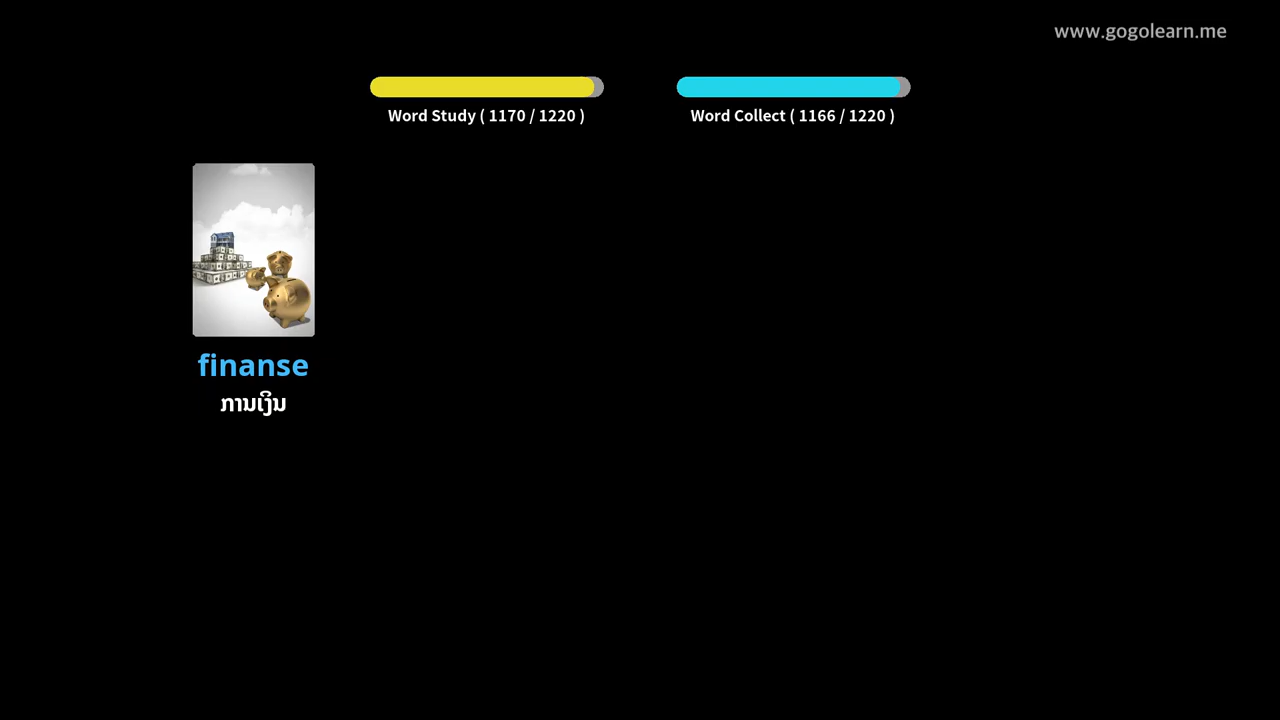 www.gogolearn.me
Word Study ( 1170 / 1220 )
Word Collect ( 1166 / 1220 )
finanse
ການເງິນ